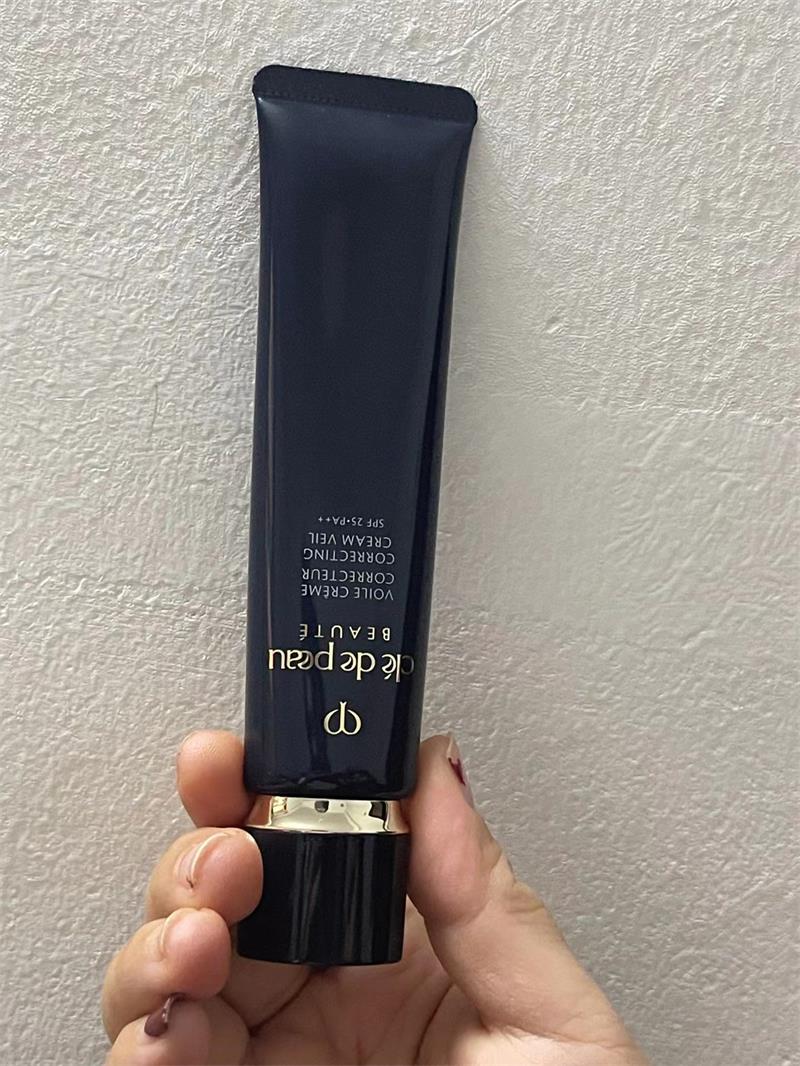 clé de peau
BEAUTÉ
VOILE CRÈME
CORRECTEUR
CORRECTING
CREAM VEIL
SPF 25•PA++